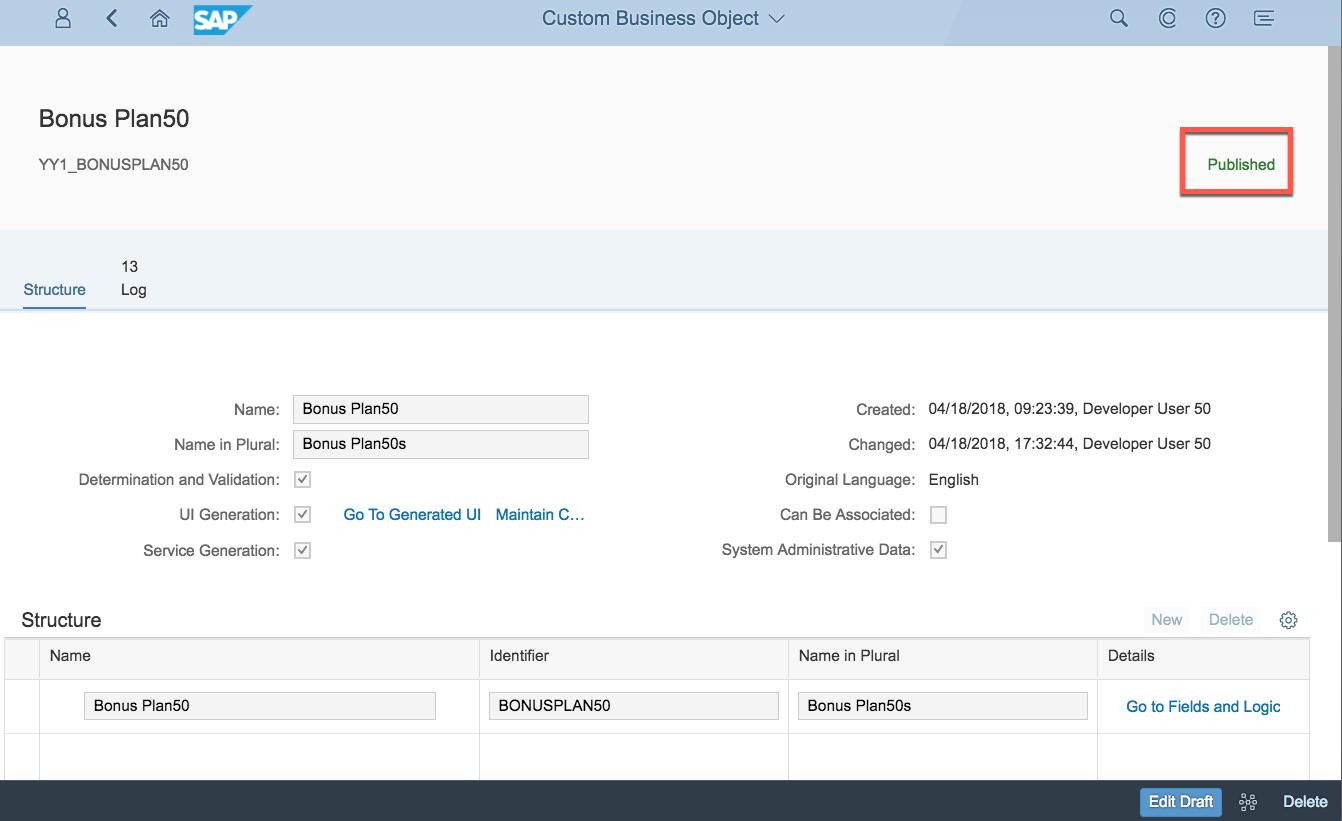 SAP
Custom Business Object
Bonus Plan50
YY1_BONUSPLAN50
Published
13
Structure Log
Name: Bonus Plan50
Name in Plural: Bonus Plan50s
Determination and Validation:
UI Generation: Go To Generated UI Maintain C...
Service Generation:
Created: 04/18/2018, 09:23:39, Developer User 50
Changed: 04/18/2018, 17:32:44, Developer User 50
Original Language: English
Can Be Associated:
System Administrative Data:
Structure New Delete
Name Identifier Name in Plural Details
Bonus Plan50 BONUSPLAN50 Bonus Plan50s Go to Fields and Logic
Edit Draft Delete